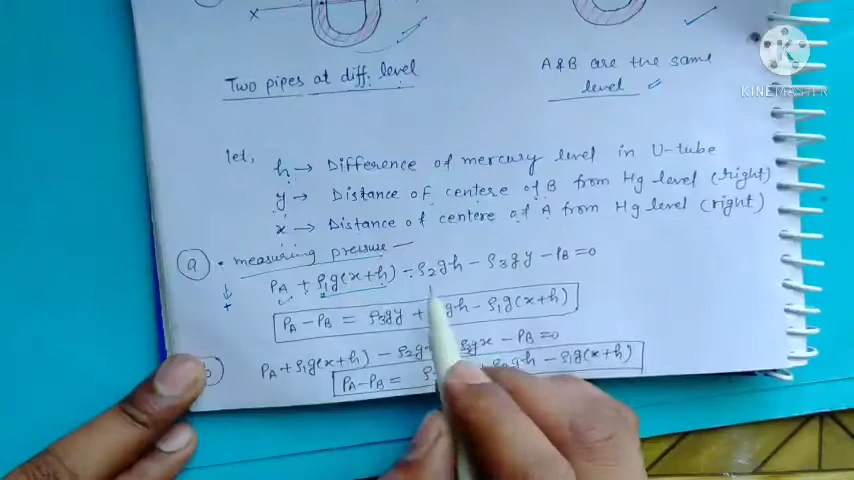 x
Two pipes at diff. level
A & B are the same
level
KINEMASTER
let,
h → Difference of mercury level in U-tube
y → Distance of centere of B from Hg level (right)
x → Distance of centere of A from Hg level (right)
(a) • measuring pressure —
PA + ρ1g(x+h) - ρ2gh - ρ3gy - PB = 0
PA - PB = ρ3gy + gh - ρ1g(x+h)
PA + ρ1g(x+h) - ρ2g gx - PB = 0
PA - PB = gh - ρ1g(x+h)